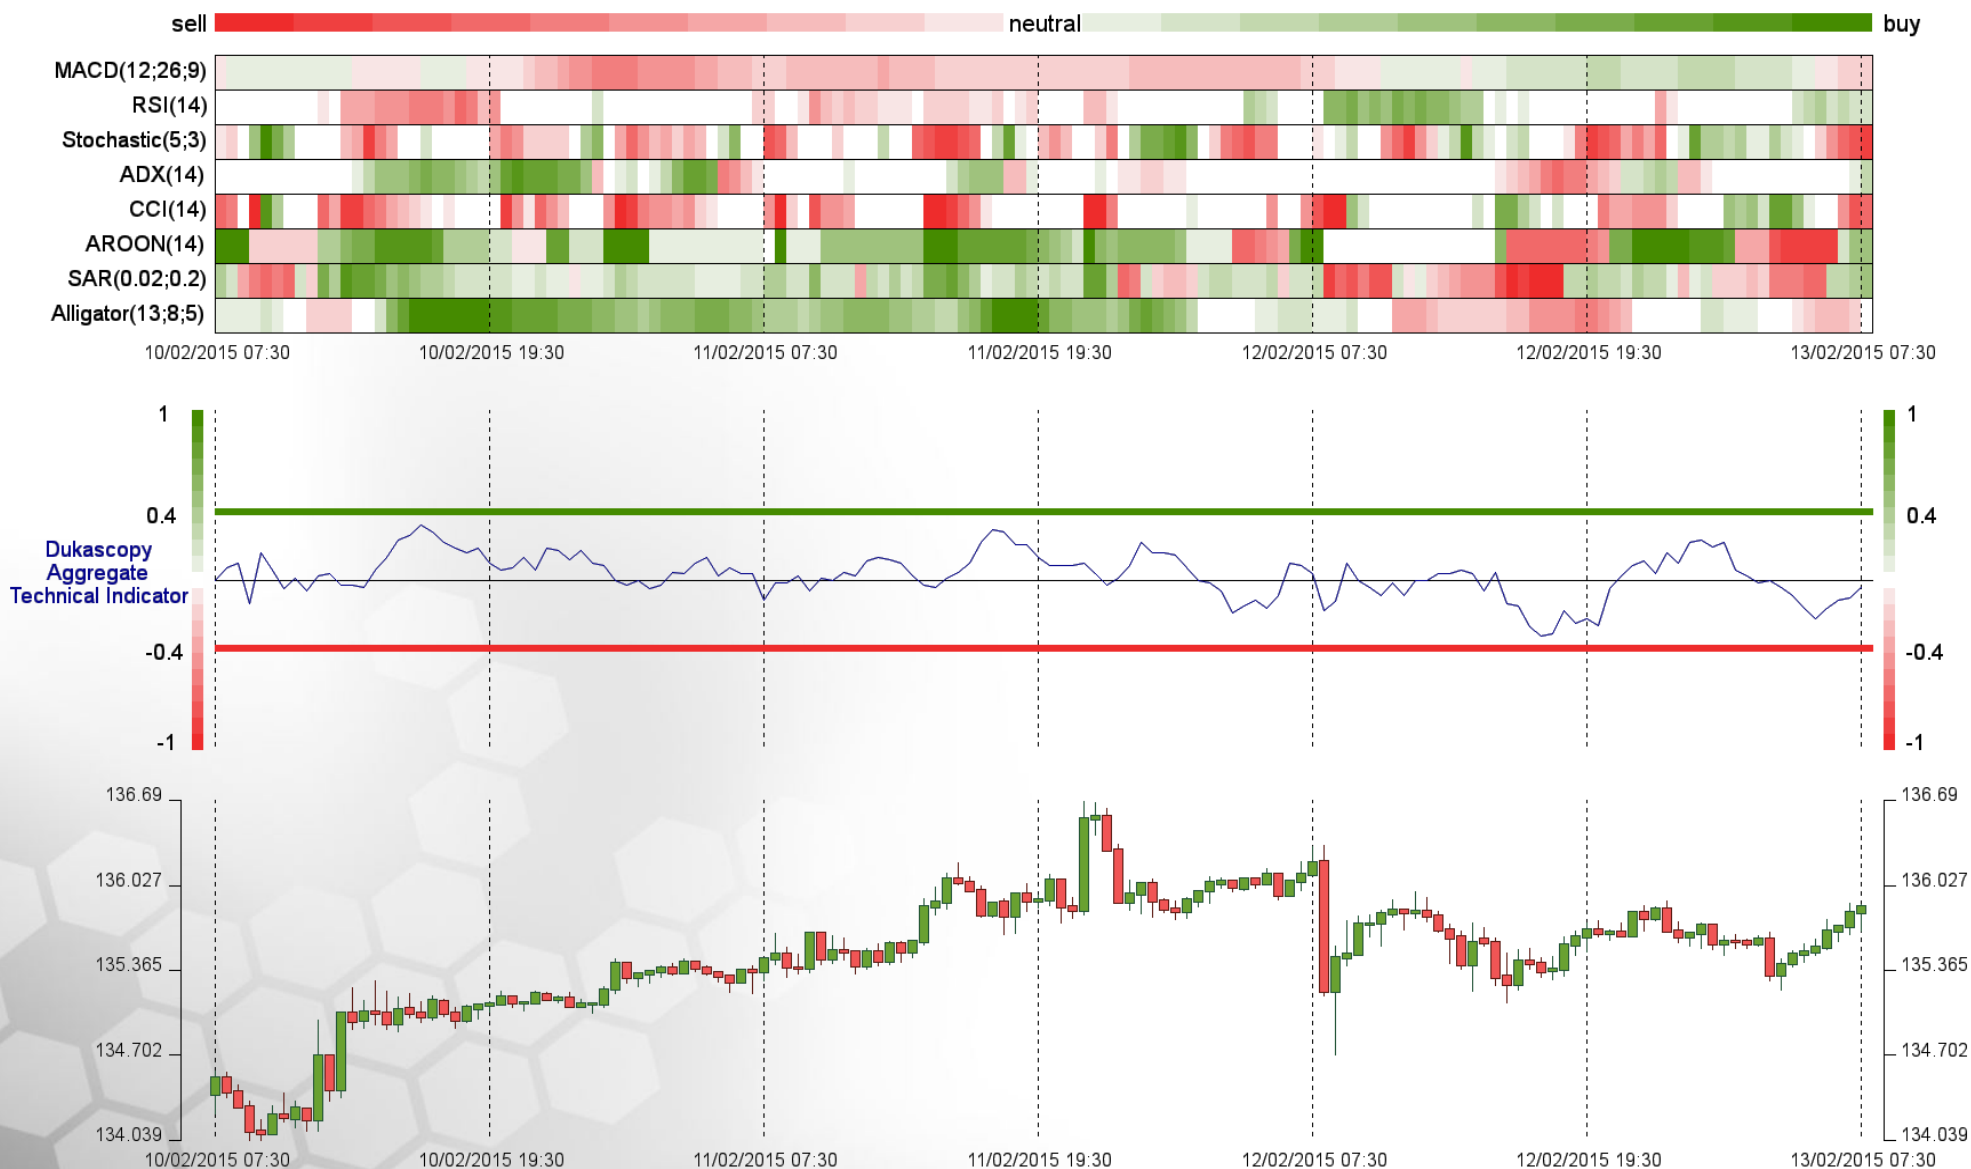 sell neutral buy
MACD(12;26;9)
RSI(14)
Stochastic(5;3)
ADX(14)
CCI(14)
AROON(14)
SAR(0.02;0.2)
Alligator(13;8;5)
10/02/2015 07:30 10/02/2015 19:30 11/02/2015 07:30 11/02/2015 19:30 12/02/2015 07:30 12/02/2015 19:30 13/02/2015 07:30
1 1
0.4 0.4
Dukascopy
Aggregate
Technical Indicator
-0.4 -0.4
-1 -1
136.69 136.69
136.027 136.027
135.365 135.365
134.702 134.702
134.039 134.039
10/02/2015 07:30 10/02/2015 19:30 11/02/2015 07:30 11/02/2015 19:30 12/02/2015 07:30 12/02/2015 19:30 13/02/2015 07:30